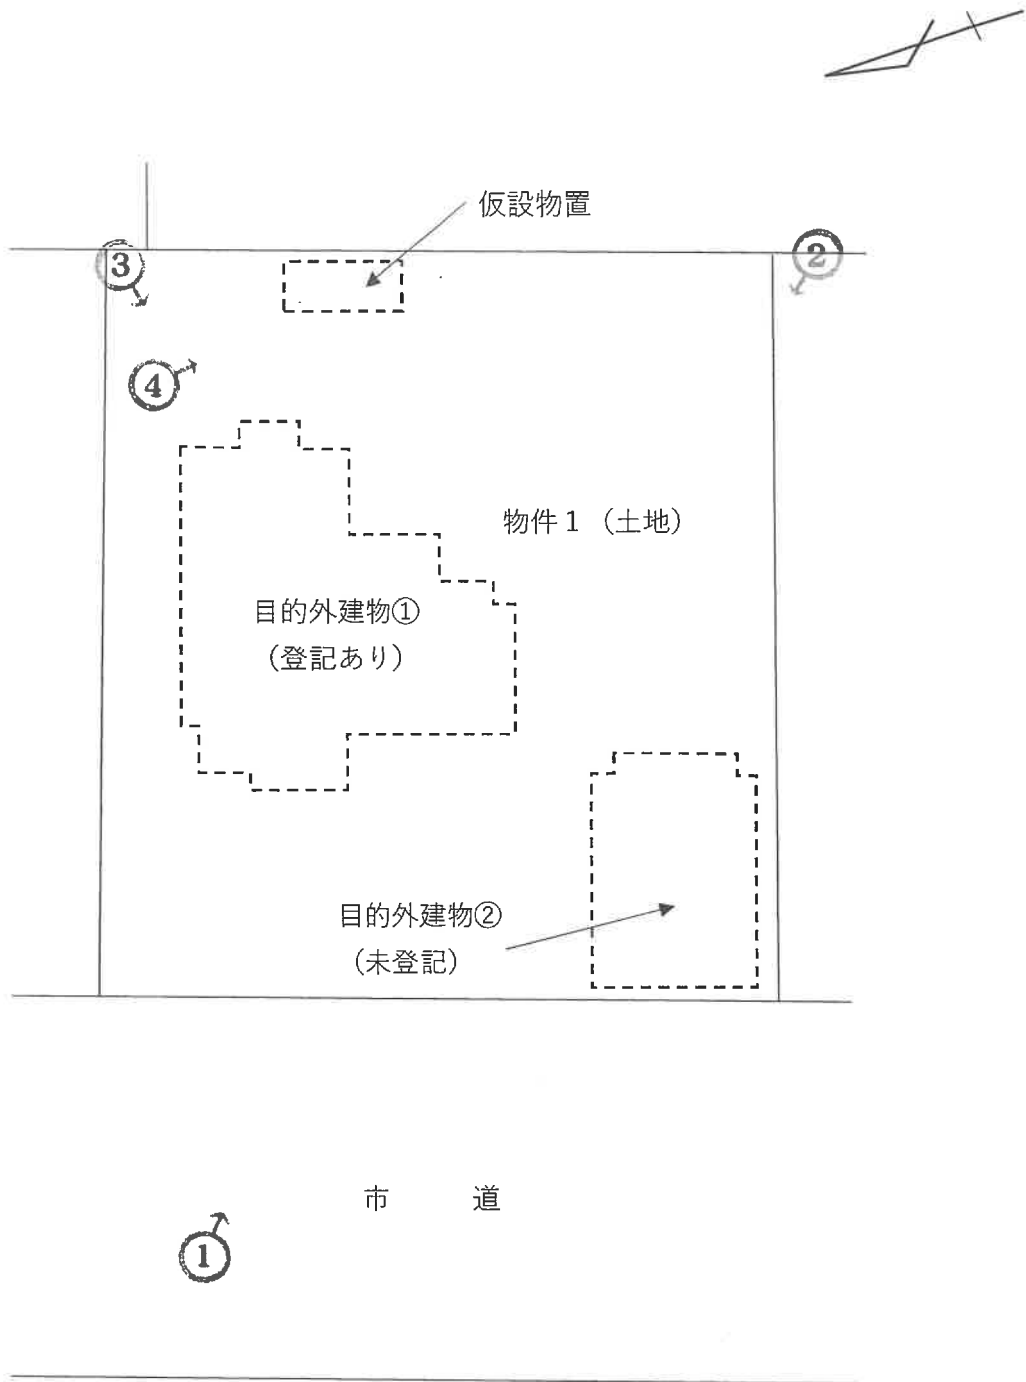 仮設物置
③
②
④
物件１（土地）
目的外建物①
（登記あり）
目的外建物②
（未登記）
市　道
①